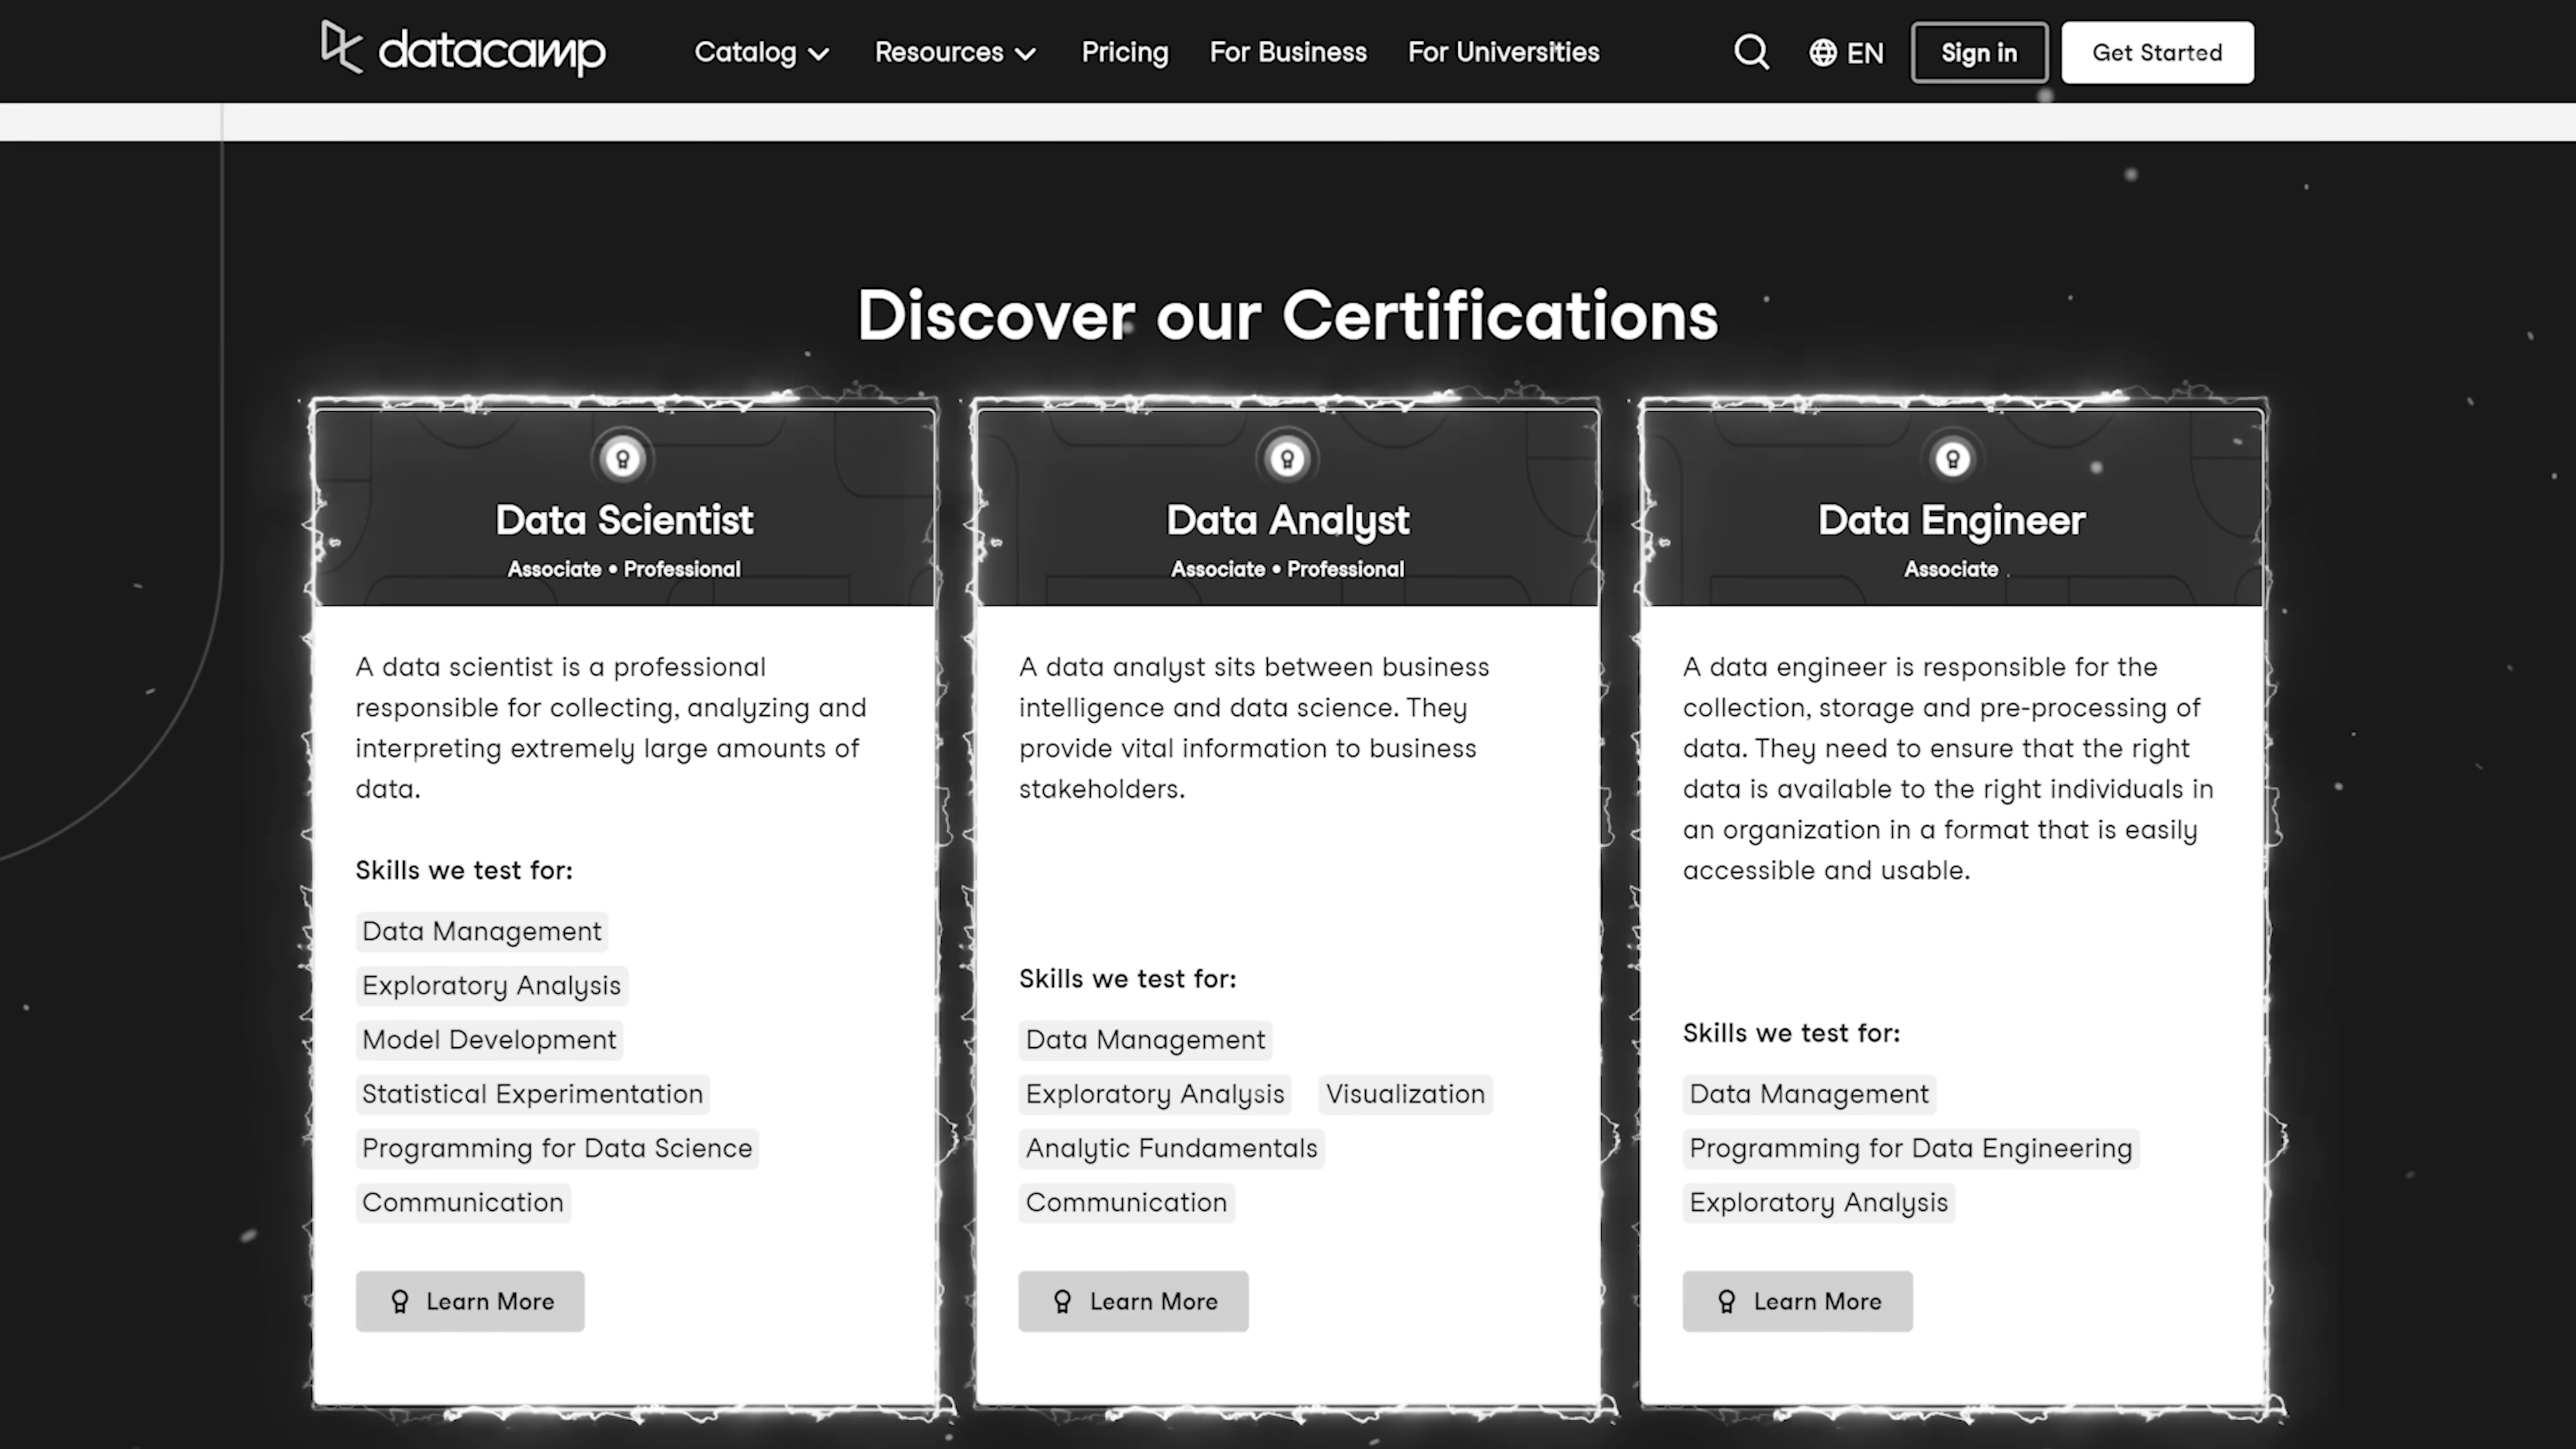 datacamp
Catalog
Resources
Pricing
For Business
For Universities
EN
Sign in
Get Started
Discover our Certifications
Data Scientist
Associate • Professional
A data scientist is a professional
responsible for collecting, analyzing and
interpreting extremely large amounts of
data.
Skills we test for:
Data Management
Exploratory Analysis
Model Development
Statistical Experimentation
Programming for Data Science
Communication
Learn More
Data Analyst
Associate • Professional
A data analyst sits between business
intelligence and data science. They
provide vital information to business
stakeholders.
Skills we test for:
Data Management
Exploratory Analysis Visualization
Analytic Fundamentals
Communication
Learn More
Data Engineer
Associate
A data engineer is responsible for the
collection, storage and pre-processing of
data. They need to ensure that the right
data is available to the right individuals in
an organization in a format that is easily
accessible and usable.
Skills we test for:
Data Management
Programming for Data Engineering
Exploratory Analysis
Learn More